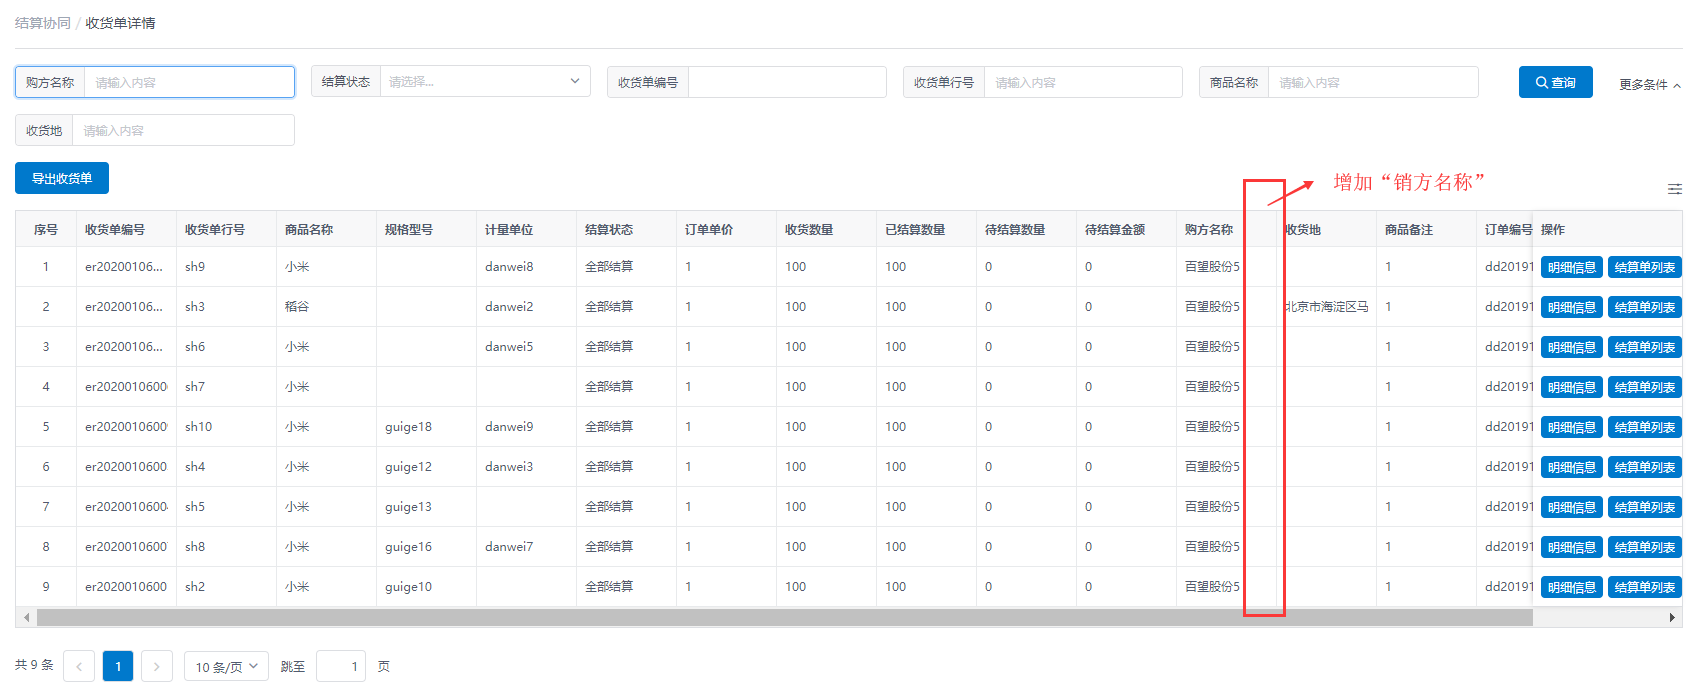 结算协同 / 收货单详情
购方名称 请输入内容 结算状态 请选择... 收货单编号 收货单行号 请输入内容 商品名称 请输入内容 查询 更多条件
收货地 请输入内容
导出收货单 增加“销方名称”
序号 收货单编号 收货单行号 商品名称 规格型号 计量单位 结算状态 订单单价 收货数量 已结算数量 待结算数量 待结算金额 购方名称 收货地 商品备注 订单编号 操作
1 er20200106... sh9 小米 danwei8 全部结算 1 100 100 0 0 百望股份5 1 dd20191 明细信息 结算单列表
2 er20200106... sh3 稻谷 danwei2 全部结算 1 100 100 0 0 百望股份5 北京市海淀区马 1 dd20191 明细信息 结算单列表
3 er20200106... sh6 小米 danwei5 全部结算 1 100 100 0 0 百望股份5 1 dd20191 明细信息 结算单列表
4 er2020010600 sh7 小米 全部结算 1 100 100 0 0 百望股份5 1 dd20191 明细信息 结算单列表
5 er2020010600 sh10 小米 guige18 danwei9 全部结算 1 100 100 0 0 百望股份5 1 dd20191 明细信息 结算单列表
6 er2020010600 sh4 小米 guige12 danwei3 全部结算 1 100 100 0 0 百望股份5 1 dd20191 明细信息 结算单列表
7 er2020010600 sh5 小米 guige13 全部结算 1 100 100 0 0 百望股份5 1 dd20191 明细信息 结算单列表
8 er2020010600 sh8 小米 guige16 danwei7 全部结算 1 100 100 0 0 百望股份5 1 dd20191 明细信息 结算单列表
9 er2020010600 sh2 小米 guige10 全部结算 1 100 100 0 0 百望股份5 1 dd20191 明细信息 结算单列表
共 9 条 < 1 > 10 条/页 跳至 1 页